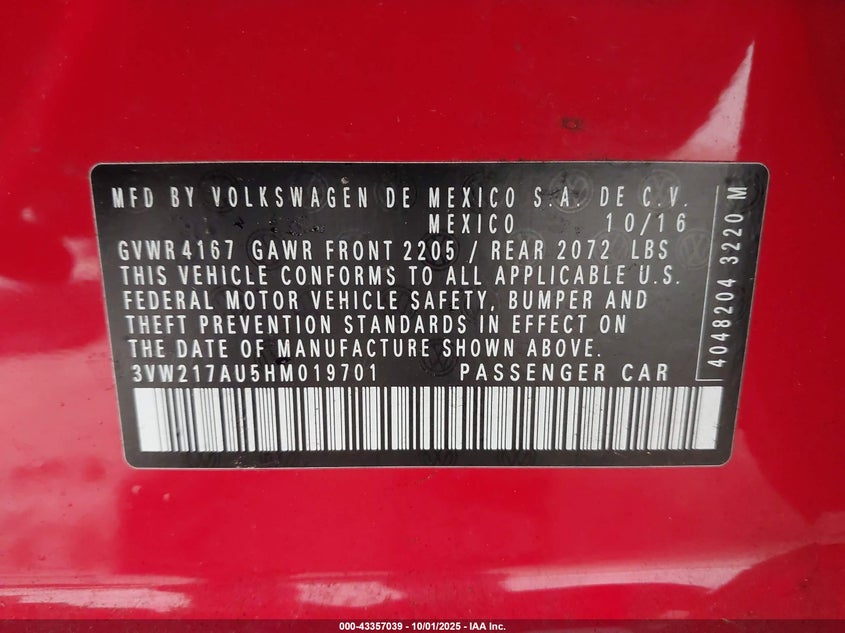 MFD BY VOLKSWAGEN DE MEXICO S.A. DE C.V.
MEXICO 10/16
GVWR 4167 GAWR FRONT 2205 / REAR 2072 LBS
THIS VEHICLE CONFORMS TO ALL APPLICABLE U.S.
FEDERAL MOTOR VEHICLE SAFETY, BUMPER AND
THEFT PREVENTION STANDARDS IN EFFECT ON
THE DATE OF MANUFACTURE SHOWN ABOVE.
3VW217AU5HM019701 PASSENGER CAR
4048204 3220 M
000-43357039 - 10/01/2025 - IAA Inc.